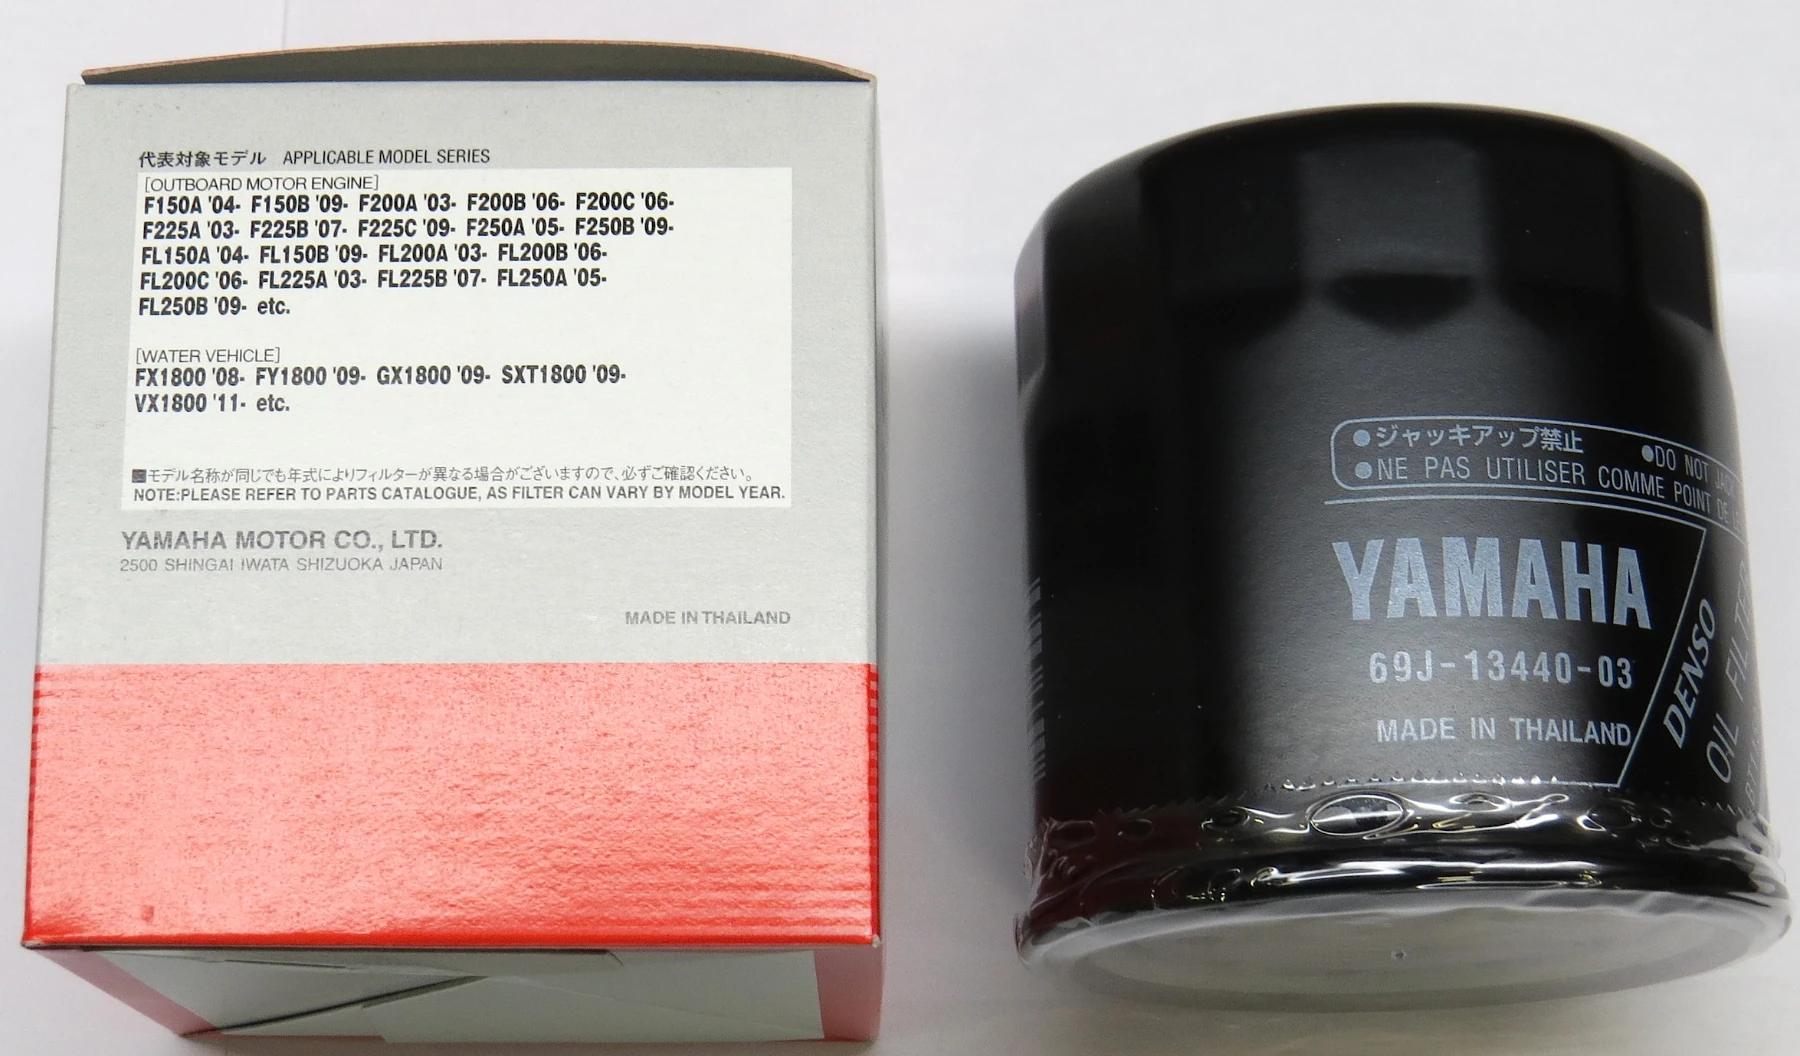 代表対象モデル APPLICABLE MODEL SERIES
[OUTBOARD MOTOR ENGINE]
F150A '04- F150B '09- F200A '03- F200B '06- F200C '06-
F225A '03- F225B '07- F225C '09- F250A '05- F250B '09-
FL150A '04- FL150B '09- FL200A '03- FL200B '06-
FL200C '06- FL225A '03- FL225B '07- FL250A '05-
FL250B '09- etc.
[WATER VEHICLE]
FX1800 '08- FY1800 '09- GX1800 '09- SXT1800 '09-
VX1800 '11- etc.
■モデル名称が同じでも年式によりフィルターが異なる場合がございますので、必ずご確認ください。
NOTE:PLEASE REFER TO PARTS CATALOGUE, AS FILTER CAN VARY BY MODEL YEAR.
YAMAHA MOTOR CO., LTD.
2500 SHINGAI IWATA SHIZUOKA JAPAN
MADE IN THAILAND
●ジャッキアップ禁止 ●DO NOT
●NE PAS UTILISER COMME POINT DE
YAMAHA
69J-13440-03
MADE IN THAILAND
DENSO
OIL FILTER